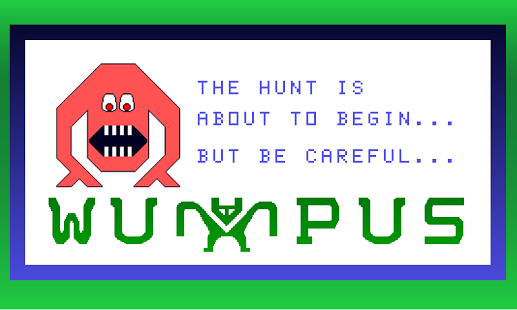 THE HUNT IS
ABOUT TO BEGIN...
BUT BE CAREFUL...
WUMPUS